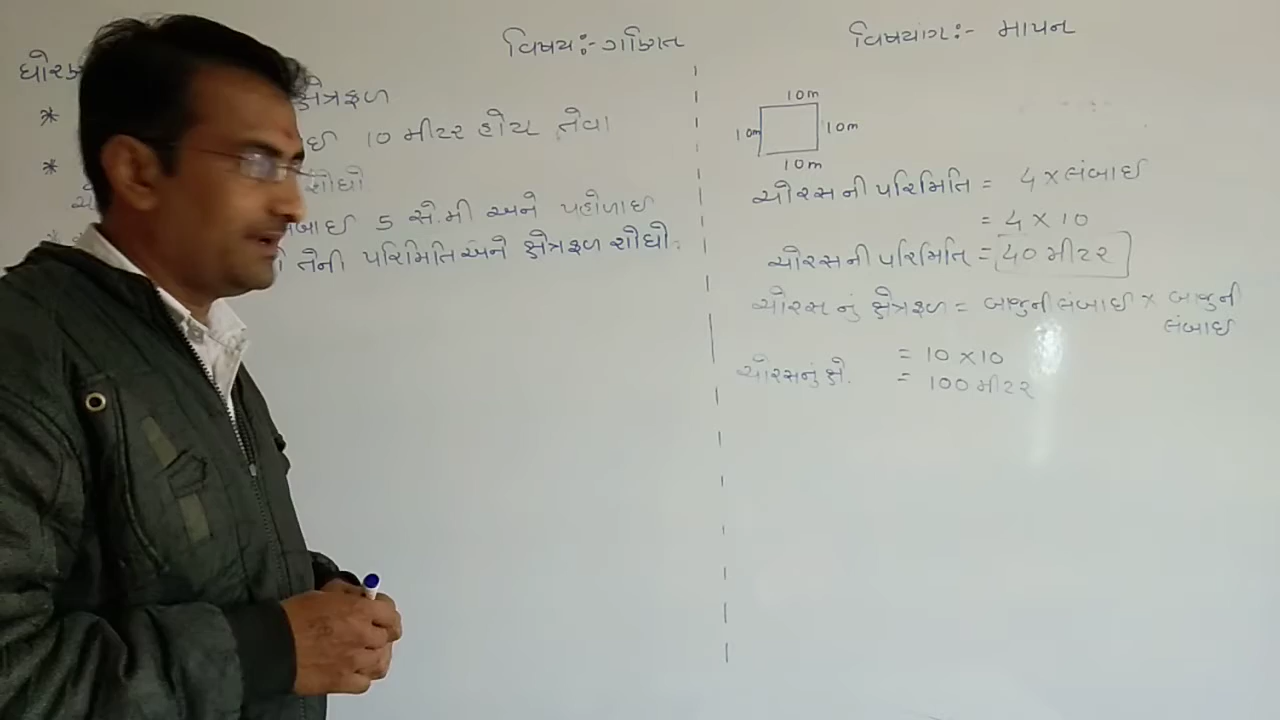 વિષયઃ- ગણિત
વિષયાંગઃ- માપન
ક્ષેત્રફળ
* 10 મીટર હોય તેવા
* શોધો
* લંબાઈ 5 સે.મી અને પહોળાઈ
તેની પરિમિતિ અને ક્ષેત્રફળ શોધો.
10m
10m 10m
10m
ચોરસની પરિમિતિ = 4 × લંબાઈ
= 4 × 10
ચોરસની પરિમિતિ = 40 મીટર
ચોરસ નું ક્ષેત્રફળ = બાજુની લંબાઈ × બાજુની
લંબાઈ
= 10 × 10
ચોરસનું ક્ષે. = 100 મીટર